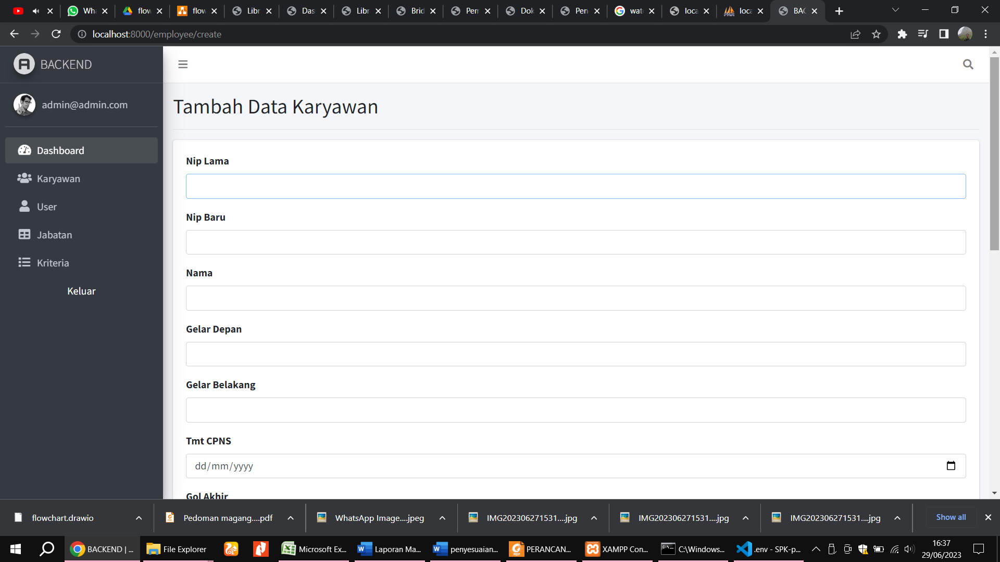 Wha
flow
flow
Libr
Das
Libr
Brid
Pem
Dok
Pen
wat
loca
loca
BAC
localhost:8000/employee/create
BACKEND
admin@admin.com
Dashboard
Karyawan
User
Jabatan
Kriteria
Keluar
Tambah Data Karyawan
Nip Lama
Nip Baru
Nama
Gelar Depan
Gelar Belakang
Tmt CPNS
dd/mm/yyyy
Gol Akhir
flowchart.drawio
Pedoman magang....pdf
WhatsApp Image....jpeg
IMG202306271531....jpg
IMG202306271531....jpg
IMG202306271531....jpg
Show all
BACKEND | ...
File Explorer
Microsoft Ex...
Laporan Ma...
penyesuaian...
PERANCAN...
XAMPP Con...
C:\Windows...
.env - SPK-p...
16:37
29/06/2023